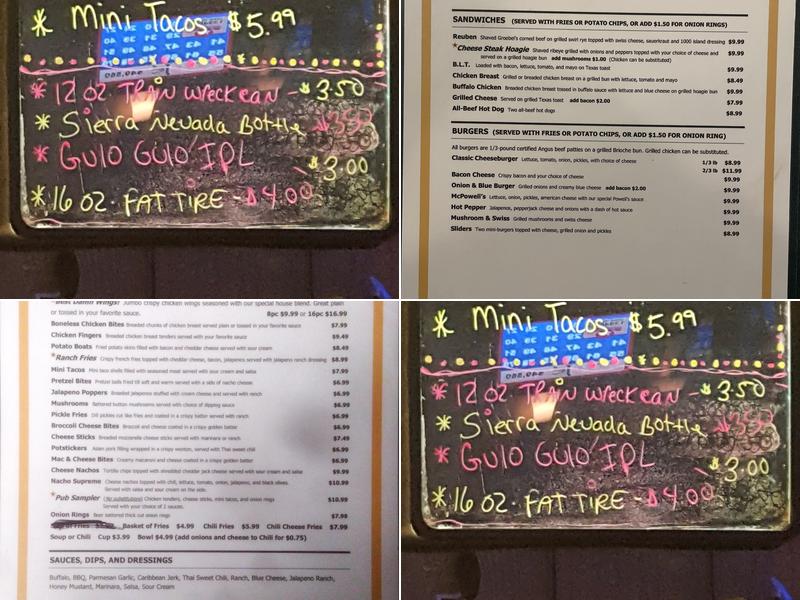 * Mini Tacos $5.99
* 12 oz Train Wreck can - $3.50
* Sierra Nevada Bottle $3.50
* Gulo Gulo IPL
- $3.00
* 16 oz. FAT TIRE - $4.00
SANDWICHES (SERVED WITH FRIES OR POTATO CHIPS, OR ADD $1.50 FOR ONION RINGS)
Reuben Shaved Groebel's corned beef on grilled swirl rye topped with swiss cheese, sauerkraut and 1000 island dressing $9.99
*Cheese Steak Hoagie Shaved ribeye grilled with onions and peppers topped with your choice of cheese and $9.99
served on a grilled hoagie bun add mushrooms $1.00 (Chicken can be substituted)
B.L.T. Loaded with bacon, lettuce, tomato, and mayo on Texas toast $9.99
Chicken Breast Grilled or breaded chicken breast on a grilled bun with lettuce, tomato and mayo $8.49
Buffalo Chicken Breaded chicken breast tossed in buffalo sauce with lettuce and blue cheese on grilled hoagie bun $9.99
Grilled Cheese Served on grilled Texas toast add bacon $2.00 $7.99
All-Beef Hot Dog Two all-beef hot dogs $8.99
BURGERS (SERVED WITH FRIES OR POTATO CHIPS, OR ADD $1.50 FOR ONION RING)
All burgers are 1/3-pound certified Angus beef patties on a grilled Brioche bun. Grilled chicken can be substituted.
Classic Cheeseburger Lettuce, tomato, onion, pickles, with choice of cheese 1/3 lb $8.99
2/3 lb $11.99
Bacon Cheese Crispy bacon and your choice of cheese $9.99
Onion & Blue Burger Grilled onions and creamy blue cheese add bacon $2.00 $9.99
McPowell's Lettuce, onion, pickles, american cheese with our special Powell's sauce $9.99
Hot Pepper Jalapenos, pepperjack cheese and onions with a dash of hot sauce $9.99
Mushroom & Swiss Grilled mushrooms and swiss cheese $9.99
Sliders Two mini-burgers topped with cheese, grilled onion and pickles $8.99
*Best Damn Wings! Jumbo crispy chicken wings seasoned with our special house blend. Great plain
or tossed in your favorite sauce. 8pc $9.99 or 16pc $16.99
Boneless Chicken Bites Breaded chunks of chicken breast served plain or tossed in your favorite sauce $7.99
Chicken Fingers Breaded chicken breast tenders served with your favorite sauce $9.49
Potato Boats Fried potato skins filled with bacon and cheddar cheese served with sour cream $8.49
*Ranch Fries Crispy french fries topped with cheddar cheese, bacon, jalapenos served with jalapeno ranch dressing $8.99
Mini Tacos Mini taco shells filled with seasoned meat served with sour cream and salsa $7.99
Pretzel Bites Pretzel balls fried till soft and warm served with a side of nacho cheese $6.99
Jalapeno Poppers Breaded jalapenos stuffed with cream cheese and served with ranch $6.99
Mushrooms Battered button mushrooms served with choice of dipping sauce $6.99
Pickle Fries Dill pickles cut like fries and coated in a crispy batter served with ranch $6.99
Broccoli Cheese Bites Broccoli and cheese coated in a crispy golden batter $6.99
Cheese Sticks Breaded mozzarella cheese sticks served with marinara or ranch $7.49
Potstickers Asian pork filling wrapped in a crispy wonton, served with Thai sweet chili $6.99
Mac & Cheese Bites Creamy macaroni and cheese coated in a crispy golden batter $6.99
Cheese Nachos Tortilla chips topped with shredded cheddar jack cheese served with sour cream and salsa $9.99
Nacho Supreme Cheese nachos topped with chili, lettuce, tomato, onion, jalapeno, and black olives. $10.99
Served with salsa and sour cream on the side.
*Pub Sampler (No substitutions) Chicken tenders, cheese sticks, mini tacos, and onion rings $10.99
Served with your choice of 2 sauces.
Onion Rings Beer battered thick cut onion rings $7.99
Basket of Fries $4.99 Chili Fries $5.99 Chili Cheese Fries $7.99
Soup or Chili Cup $3.99 Bowl $4.99 (add onions and cheese to Chili for $0.75)
SAUCES, DIPS, AND DRESSINGS
Buffalo, BBQ, Parmesan Garlic, Caribbean Jerk, Thai Sweet Chili, Ranch, Blue Cheese, Jalapeno Ranch,
Honey Mustard, Marinara, Salsa, Sour Cream
* Mini Tacos $5.99
* 12 oz Train Wreck can - $3.50
* Sierra Nevada Bottle $3.50
* Gulo Gulo IPL
- $3.00
* 16 oz. FAT TIRE - $4.00